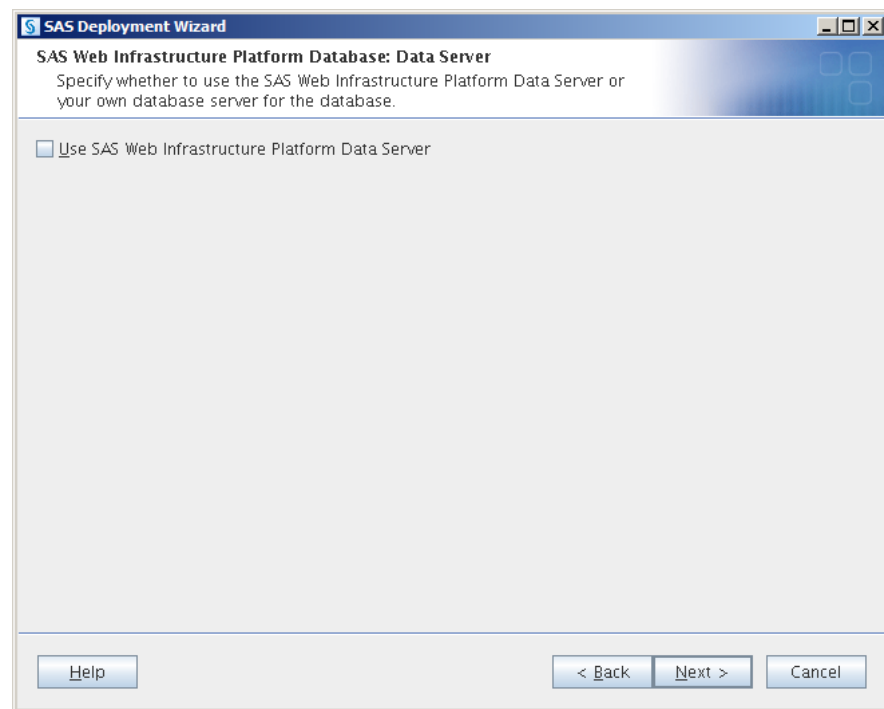 SAS Deployment Wizard
SAS Web Infrastructure Platform Database: Data Server
Specify whether to use the SAS Web Infrastructure Platform Data Server or
your own database server for the database.
Use SAS Web Infrastructure Platform Data Server
Help
< Back
Next >
Cancel